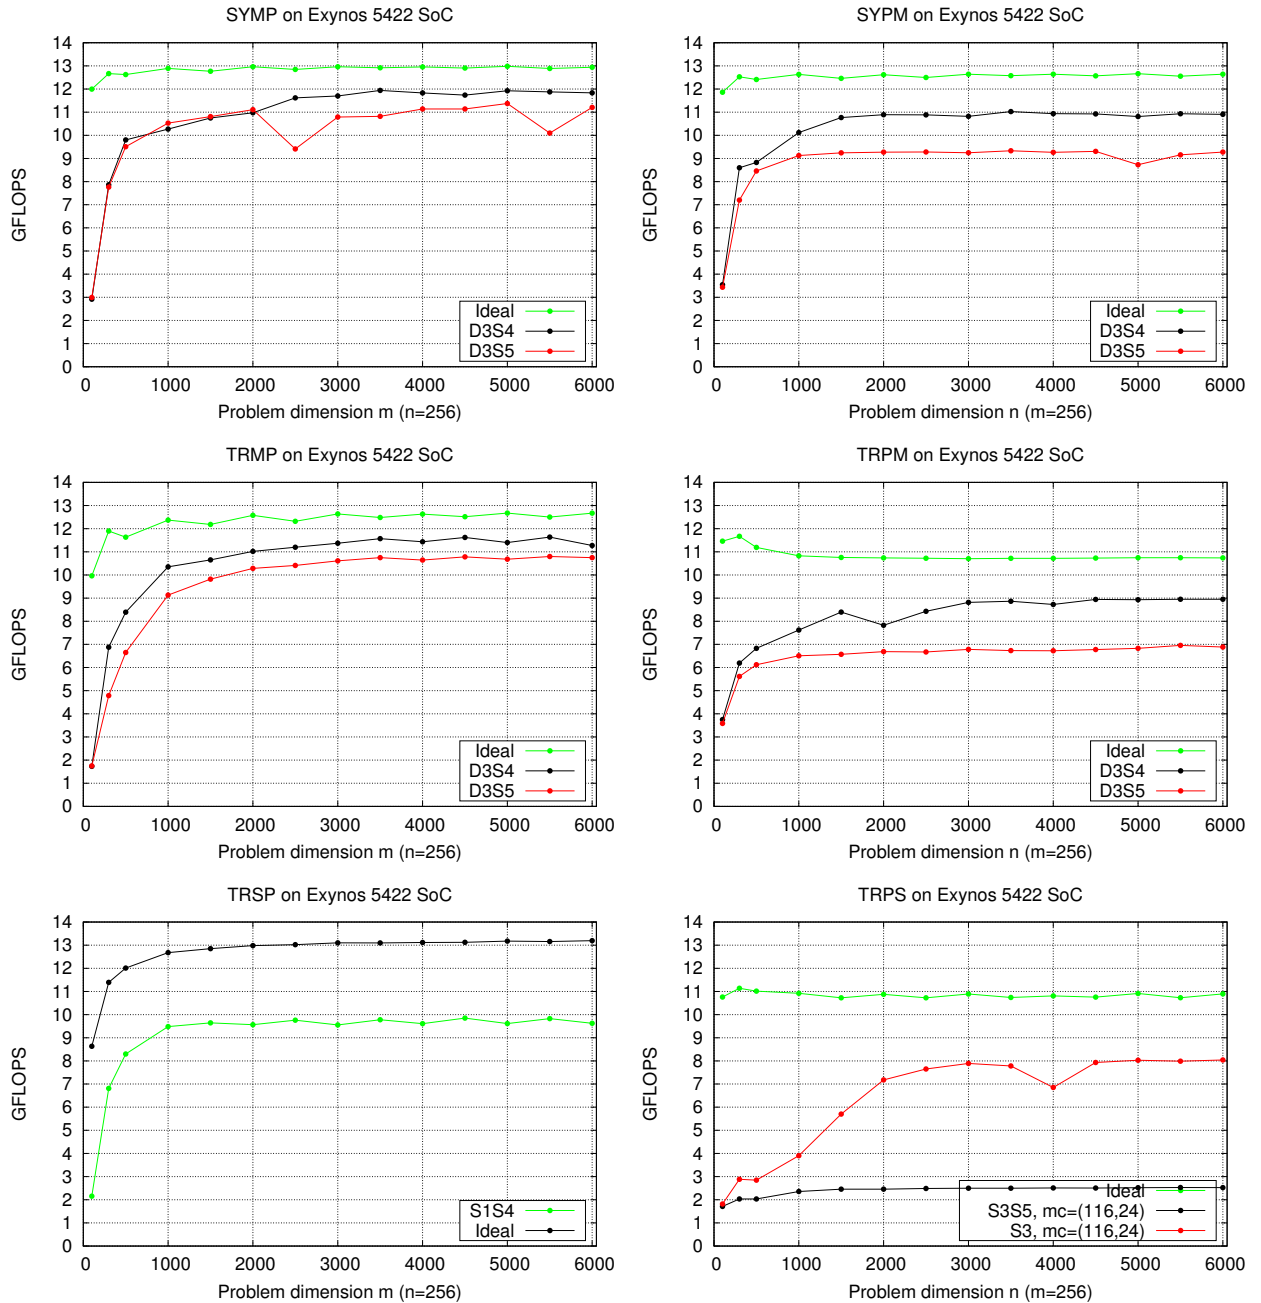 SYMP on Exynos 5422 SoC
GFLOPS
14
13
12
11
10
9
8
7
6
5
4
3
2
1
0
Ideal
D3S4
D3S5
0 1000 2000 3000 4000 5000 6000
Problem dimension m (n=256)
SYPM on Exynos 5422 SoC
GFLOPS
14
13
12
11
10
9
8
7
6
5
4
3
2
1
0
Ideal
D3S4
D3S5
0 1000 2000 3000 4000 5000 6000
Problem dimension n (m=256)
TRMP on Exynos 5422 SoC
GFLOPS
14
13
12
11
10
9
8
7
6
5
4
3
2
1
0
Ideal
D3S4
D3S5
0 1000 2000 3000 4000 5000 6000
Problem dimension m (n=256)
TRPM on Exynos 5422 SoC
GFLOPS
14
13
12
11
10
9
8
7
6
5
4
3
2
1
0
Ideal
D3S4
D3S5
0 1000 2000 3000 4000 5000 6000
Problem dimension n (m=256)
TRSP on Exynos 5422 SoC
GFLOPS
14
13
12
11
10
9
8
7
6
5
4
3
2
1
0
S1S4
Ideal
0 1000 2000 3000 4000 5000 6000
Problem dimension m (n=256)
TRPS on Exynos 5422 SoC
GFLOPS
14
13
12
11
10
9
8
7
6
5
4
3
2
1
0
Ideal
S3S5, mc=(116,24)
S3, mc=(116,24)
0 1000 2000 3000 4000 5000 6000
Problem dimension n (m=256)